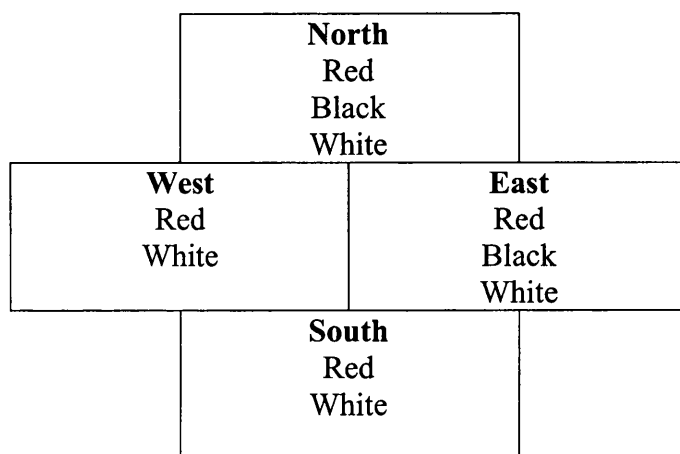 North
Red
Black
White
West
Red
White
East
Red
Black
White
South
Red
White